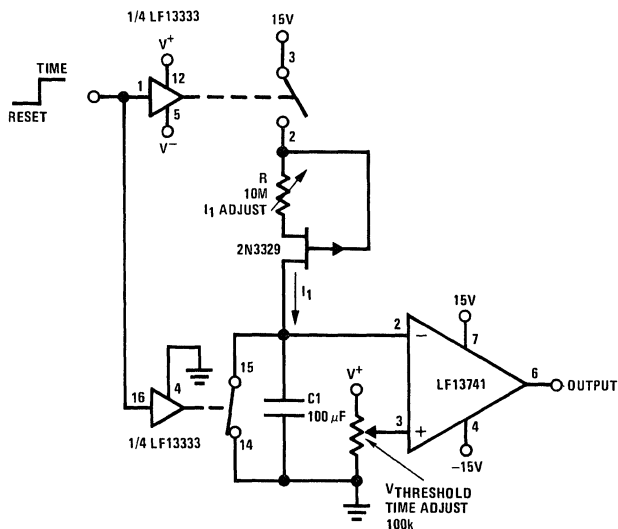 1/4 LF13333
15V
V+
3
TIME
12
1
RESET
5
V−
2
R
10M
I1 ADJUST
2N3329
I1
15V
2
−
7
15
4
V+
LF13741
6
OUTPUT
16
C1
100 μF
3
+
4
14
1/4 LF13333
−15V
VTHRESHOLD
TIME ADJUST
100k